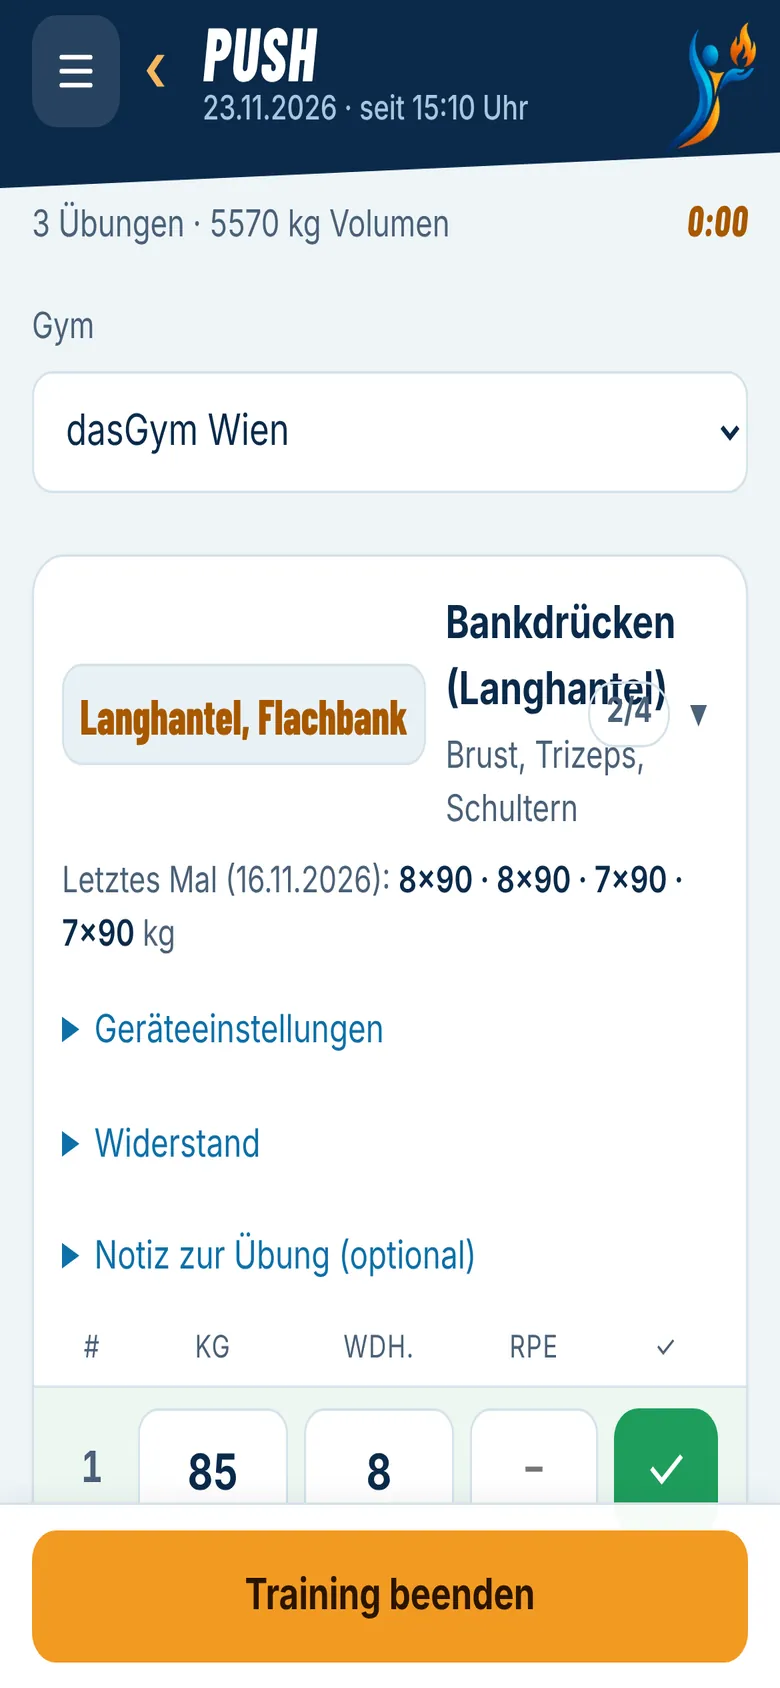 PUSH
23.11.2026 · seit 15:10 Uhr
3 Übungen · 5570 kg Volumen
0:00
Gym
dasGym Wien
Langhantel, Flachbank
Bankdrücken
(Langhantel)
2/4
Brust, Trizeps,
Schultern
Letztes Mal (16.11.2026): 8×90 · 8×90 · 7×90 ·
7×90 kg
Geräteeinstellungen
Widerstand
Notiz zur Übung (optional)
# KG WDH. RPE ✓
1 85 8 – ✓
Training beenden